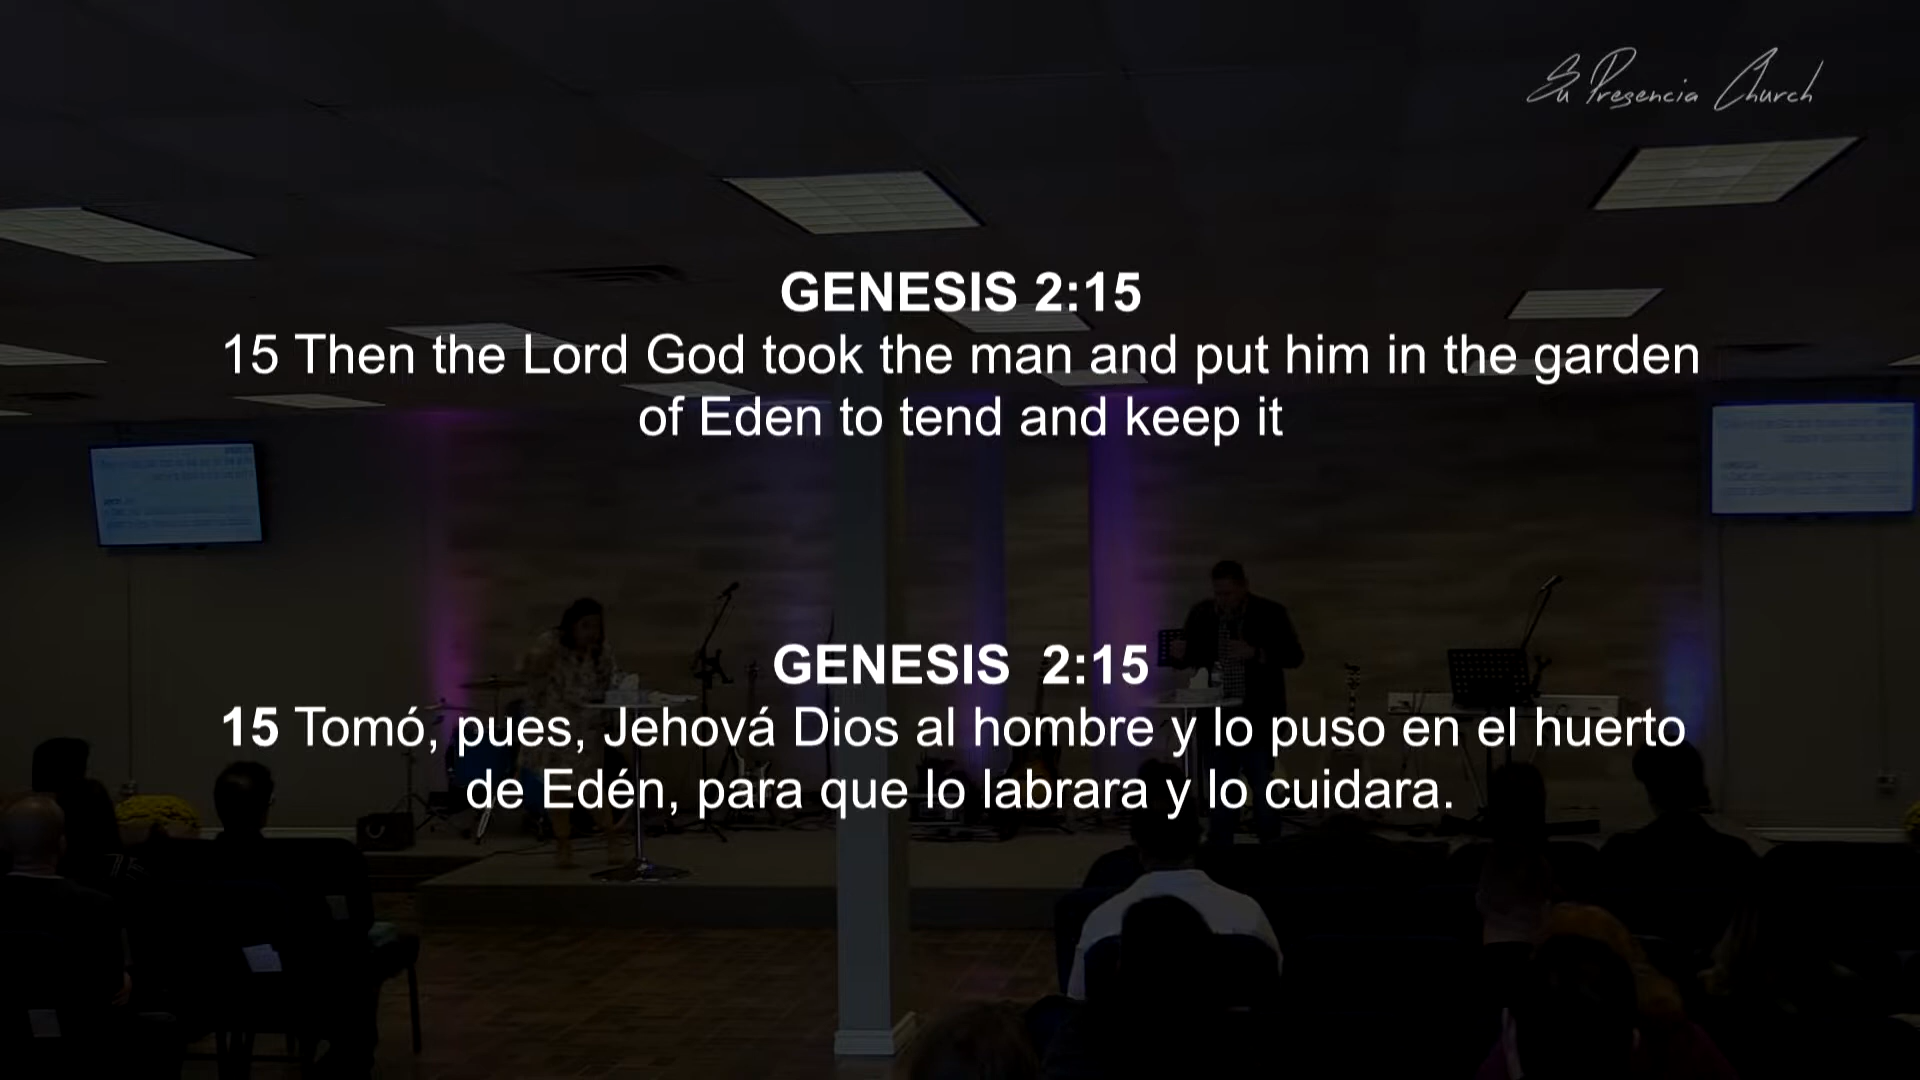 Su Presencia Church
GENESIS 2:15
15 Then the Lord God took the man and put him in the garden
of Eden to tend and keep it
GENESIS  2:15
15 Tomó, pues, Jehová Dios al hombre y lo puso en el huerto
de Edén, para que lo labrara y lo cuidara.